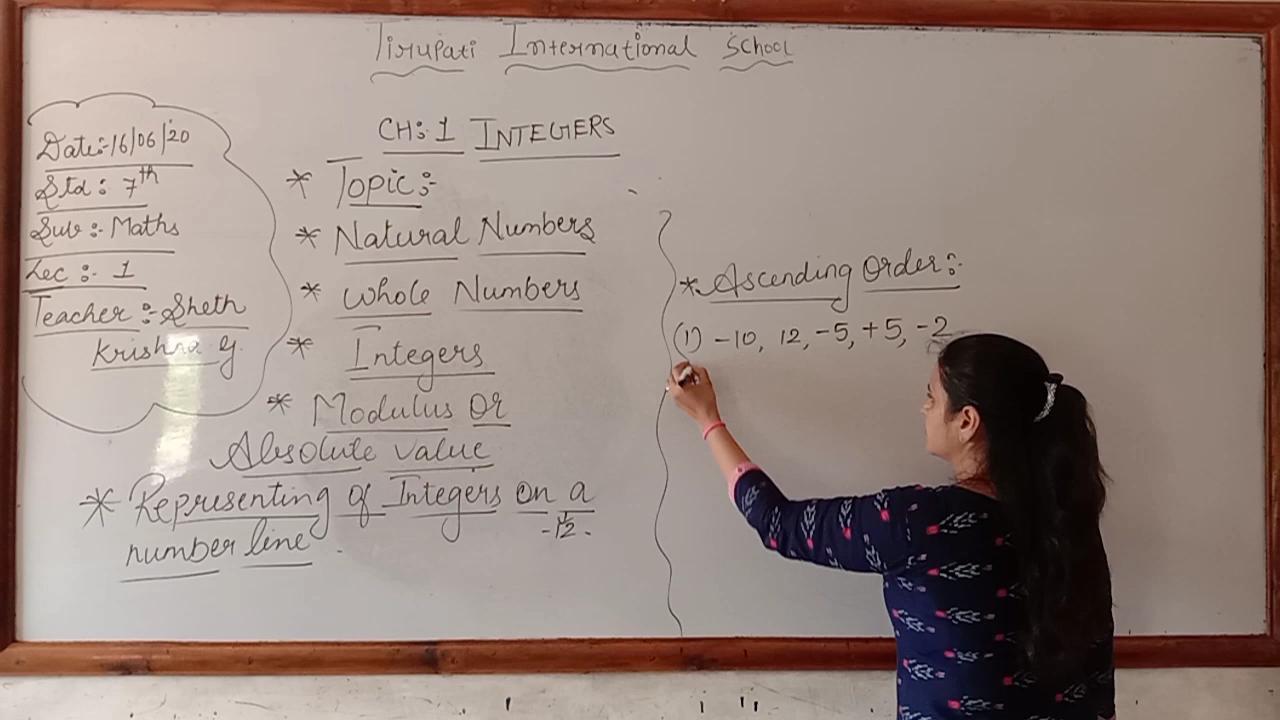 Tirupati International School
Date:-16/06/20
Std : 7th
Sub :- Maths
Lec :- 1
Teacher :- Sheth
Krishna G
CH: 1 INTEGERS
* Topic :-
* Natural Numbers
* Whole Numbers
* Integers
* Modulus Or
Absolute value
* Representing of Integers on a
number line.
* Ascending Order :-
(1) -10, 12, -5, +5, -2